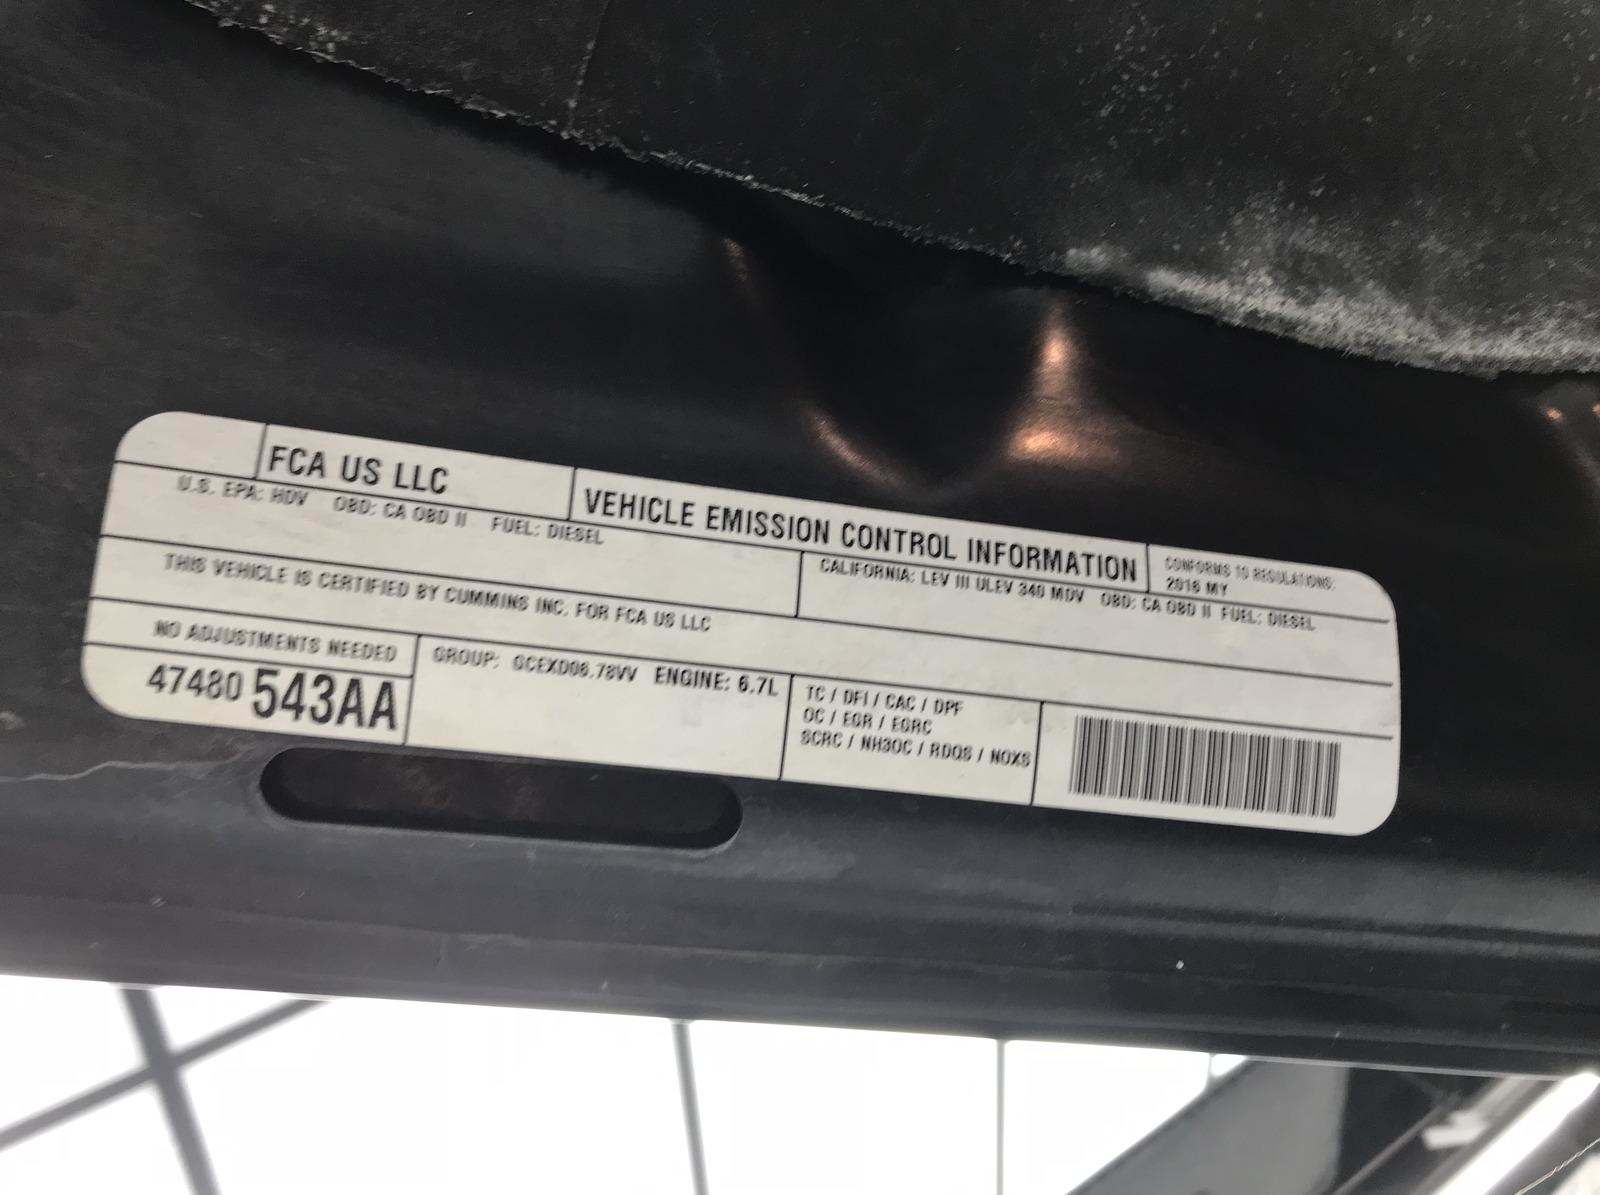 FCA US LLC
VEHICLE EMISSION CONTROL INFORMATION
CONFORMS TO REGULATIONS:
2016 MY
U.S. EPA: HDV OBD: CA OBD II FUEL: DIESEL
CALIFORNIA: LEV III ULEV 340 MDV OBD: CA OBD II FUEL: DIESEL
THIS VEHICLE IS CERTIFIED BY CUMMINS INC. FOR FCA US LLC
NO ADJUSTMENTS NEEDED
47480 543AA
GROUP: GCEXD06.78VV ENGINE: 6.7L
TC / DFI / CAC / DPF
OC / EGR / EGRC
SCRC / NH3OC / RDQS / NOXS